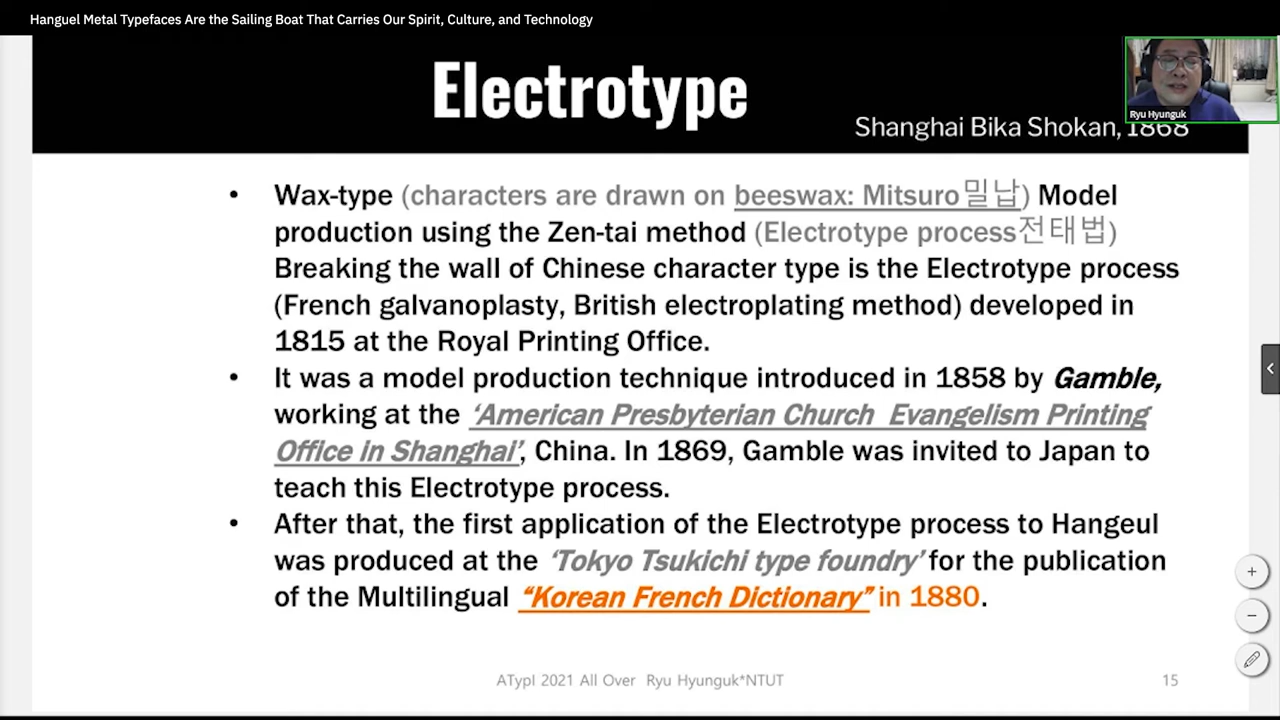 Hanguel Metal Typefaces Are the Sailing Boat That Carries Our Spirit, Culture, and Technology
Electrotype
Shanghai Bika Shokan, 1868
Ryu Hyunguk
• Wax-type (characters are drawn on beeswax: Mitsuro밀납) Model
production using the Zen-tai method (Electrotype process전태법)
Breaking the wall of Chinese character type is the Electrotype process
(French galvanoplasty, British electroplating method) developed in
1815 at the Royal Printing Office.
• It was a model production technique introduced in 1858 by Gamble,
working at the ‘American Presbyterian Church Evangelism Printing
Office in Shanghai’, China. In 1869, Gamble was invited to Japan to
teach this Electrotype process.
• After that, the first application of the Electrotype process to Hangeul
was produced at the ‘Tokyo Tsukichi type foundry’ for the publication
of the Multilingual “Korean French Dictionary” in 1880.
ATypI 2021 All Over Ryu Hyunguk*NTUT
15